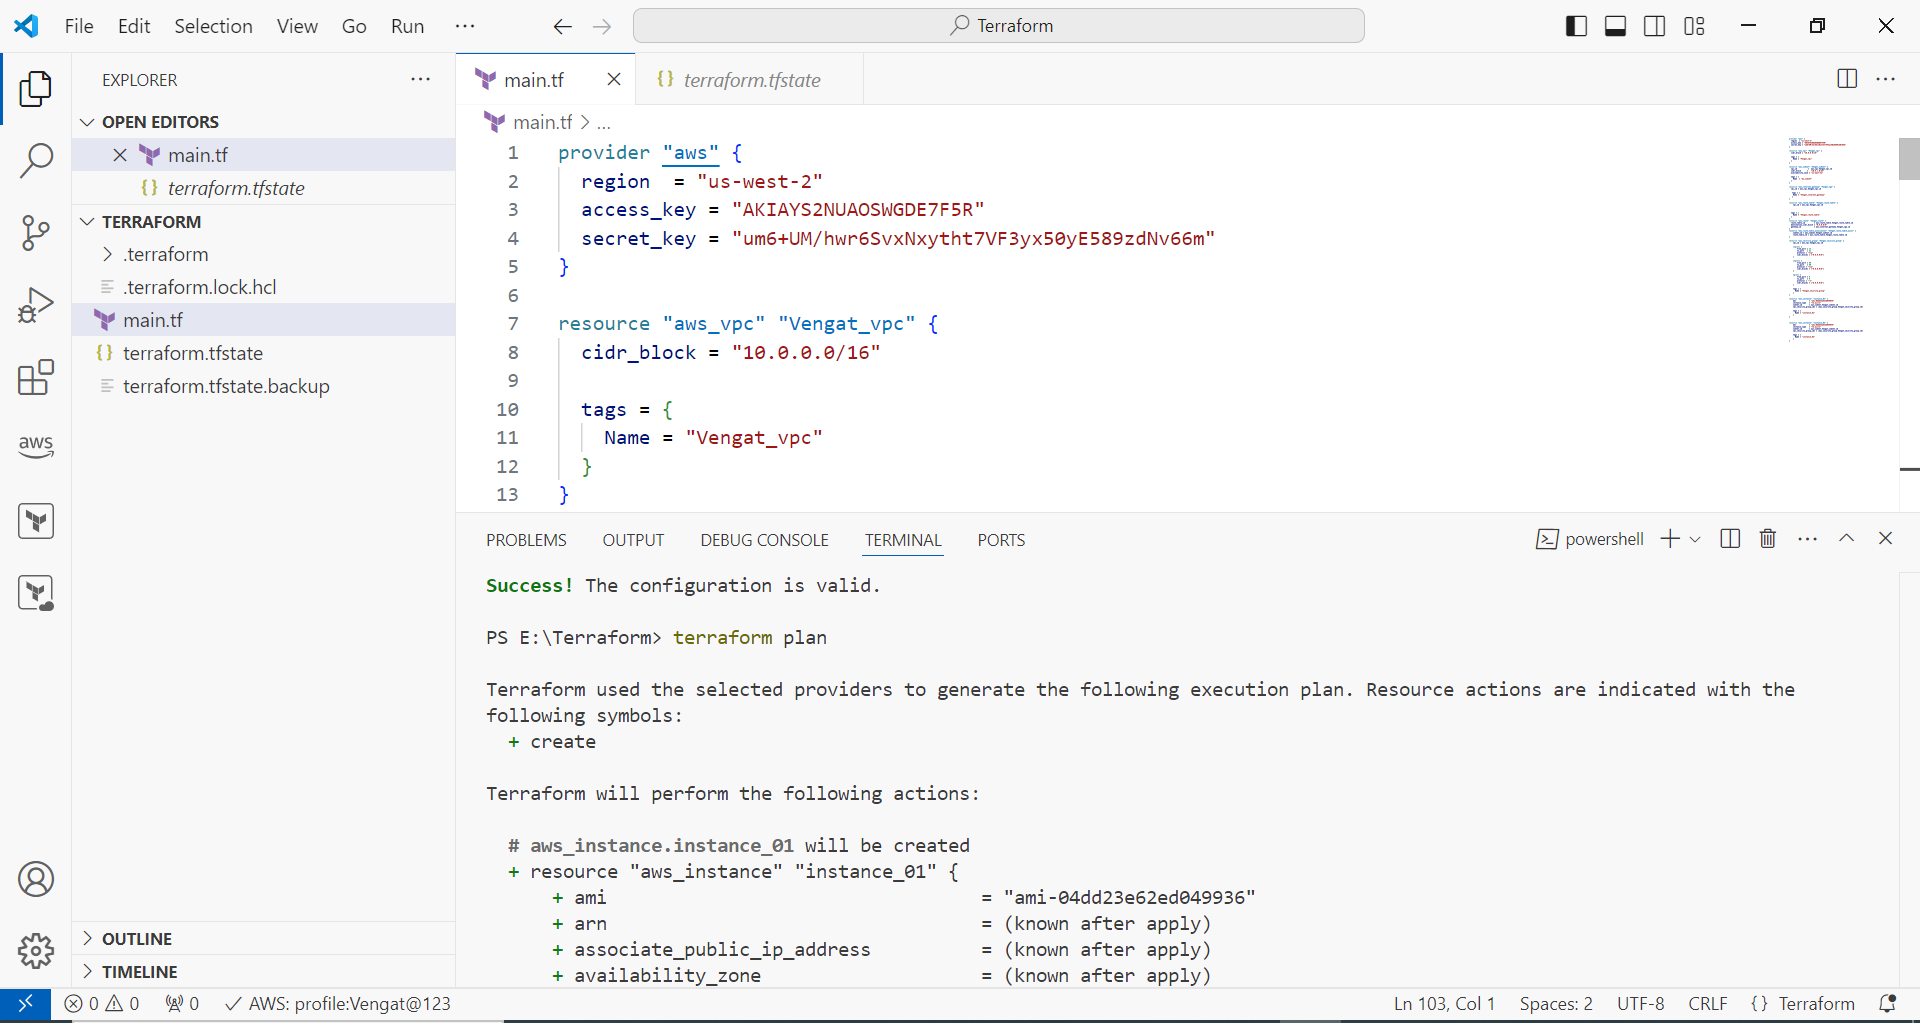 File Edit Selection View Go Run ... Terraform
EXPLORER ...
OPEN EDITORS
main.tf
terraform.tfstate
TERRAFORM
.terraform
.terraform.lock.hcl
main.tf
terraform.tfstate
terraform.tfstate.backup
aws
OUTLINE
TIMELINE
main.tf {} terraform.tfstate
main.tf > ...
1 provider "aws" {
2 region  = "us-west-2"
3 access_key = "AKIAYS2NUAOSWGDE7F5R"
4 secret_key = "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"
5 }
6
7 resource "aws_vpc" "Vengat_vpc" {
8 cidr_block = "10.0.0.0/16"
9
10 tags = {
11 Name = "Vengat_vpc"
12 }
13 }
PROBLEMS OUTPUT DEBUG CONSOLE TERMINAL PORTS powershell
Success! The configuration is valid.
PS E:\Terraform> terraform plan
Terraform used the selected providers to generate the following execution plan. Resource actions are indicated with the
following symbols:
+ create
Terraform will perform the following actions:
# aws_instance.instance_01 will be created
+ resource "aws_instance" "instance_01" {
+ ami = "ami-04dd23e62ed049936"
+ arn = (known after apply)
+ associate_public_ip_address = (known after apply)
+ availability_zone = (known after apply)
0 0 0 AWS: profile:Vengat@123 Ln 103, Col 1 Spaces: 2 UTF-8 CRLF {} Terraform